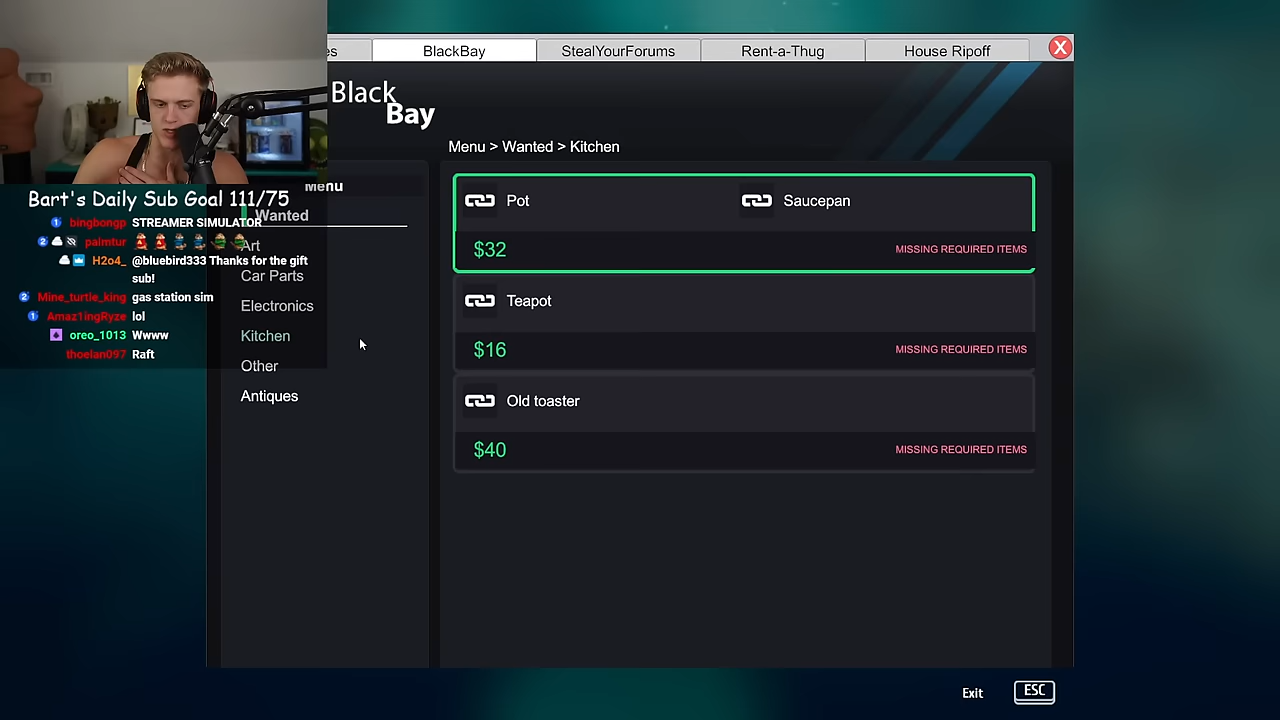 es
BlackBay
StealYourForums
Rent-a-Thug
House Ripoff
X
Black
Bay
Menu > Wanted > Kitchen
Menu
Wanted
Art
Car Parts
Electronics
Kitchen
Other
Antiques
Pot
Saucepan
$32
MISSING REQUIRED ITEMS
Teapot
$16
MISSING REQUIRED ITEMS
Old toaster
$40
MISSING REQUIRED ITEMS
Bart's Daily Sub Goal 111/75
bingbongp STREAMER SIMULATOR
paimtur
H2o4_ @bluebird333 Thanks for the gift
sub!
Mine_turtle_king gas station sim
Amaz1ingRyze lol
oreo_1013 Wwww
thoelan097 Raft
Exit
ESC